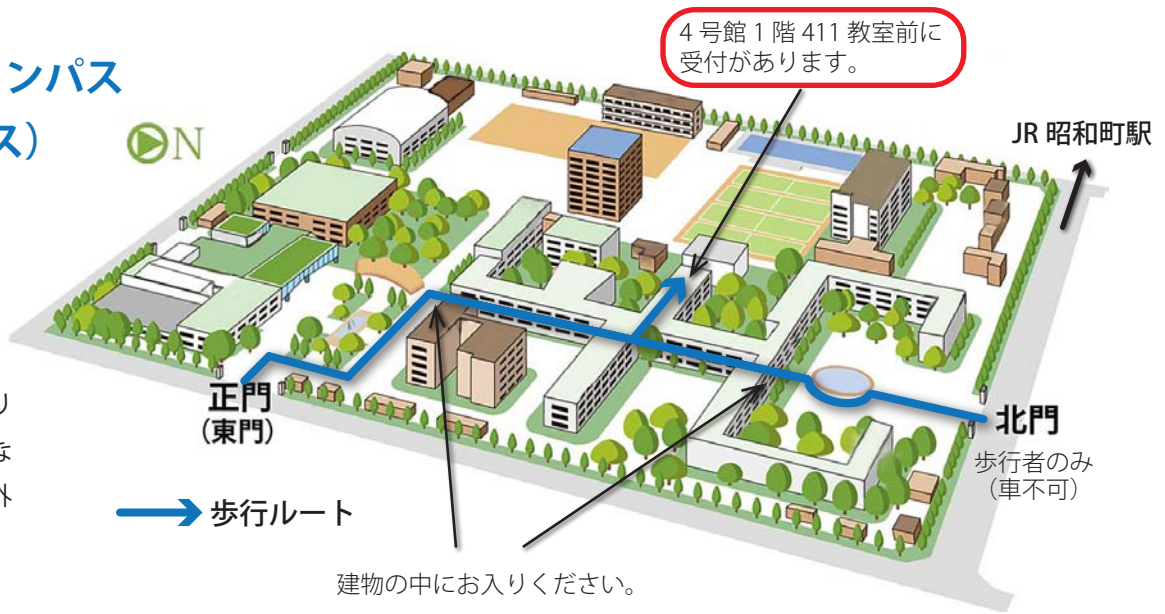 ンパス
ス）
N
4 号館 1 階 411 教室前に
受付があります。
JR 昭和町駅
正門
（東門）
北門
歩行者のみ
（車不可）
り
外
歩行ルート
建物の中にお入りください。